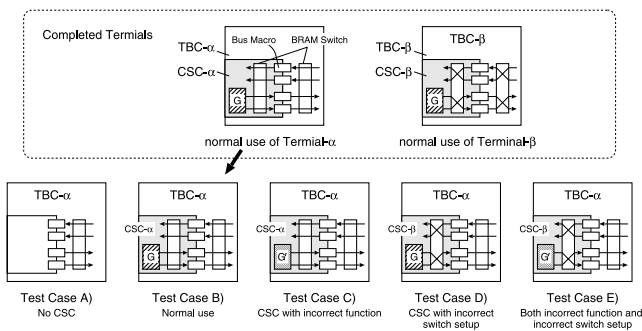 Completed Termials
TBC-α
Bus Macro
BRAM Switch
CSC-α
G
normal use of Termial-α
TBC-β
TBC-β
CSC-β
G
normal use of Terminal-β
TBC-α
Test Case A)
No CSC
TBC-α
CSC-α
G
Test Case B)
Normal use
TBC-α
CSC-α
G'
Test Case C)
CSC with incorrect function
TBC-α
CSC-β
G
Test Case D)
CSC with incorrect
switch setup
TBC-α
CSC-β
G'
Test Case E)
Both incorrect function and
incorrect switch setup